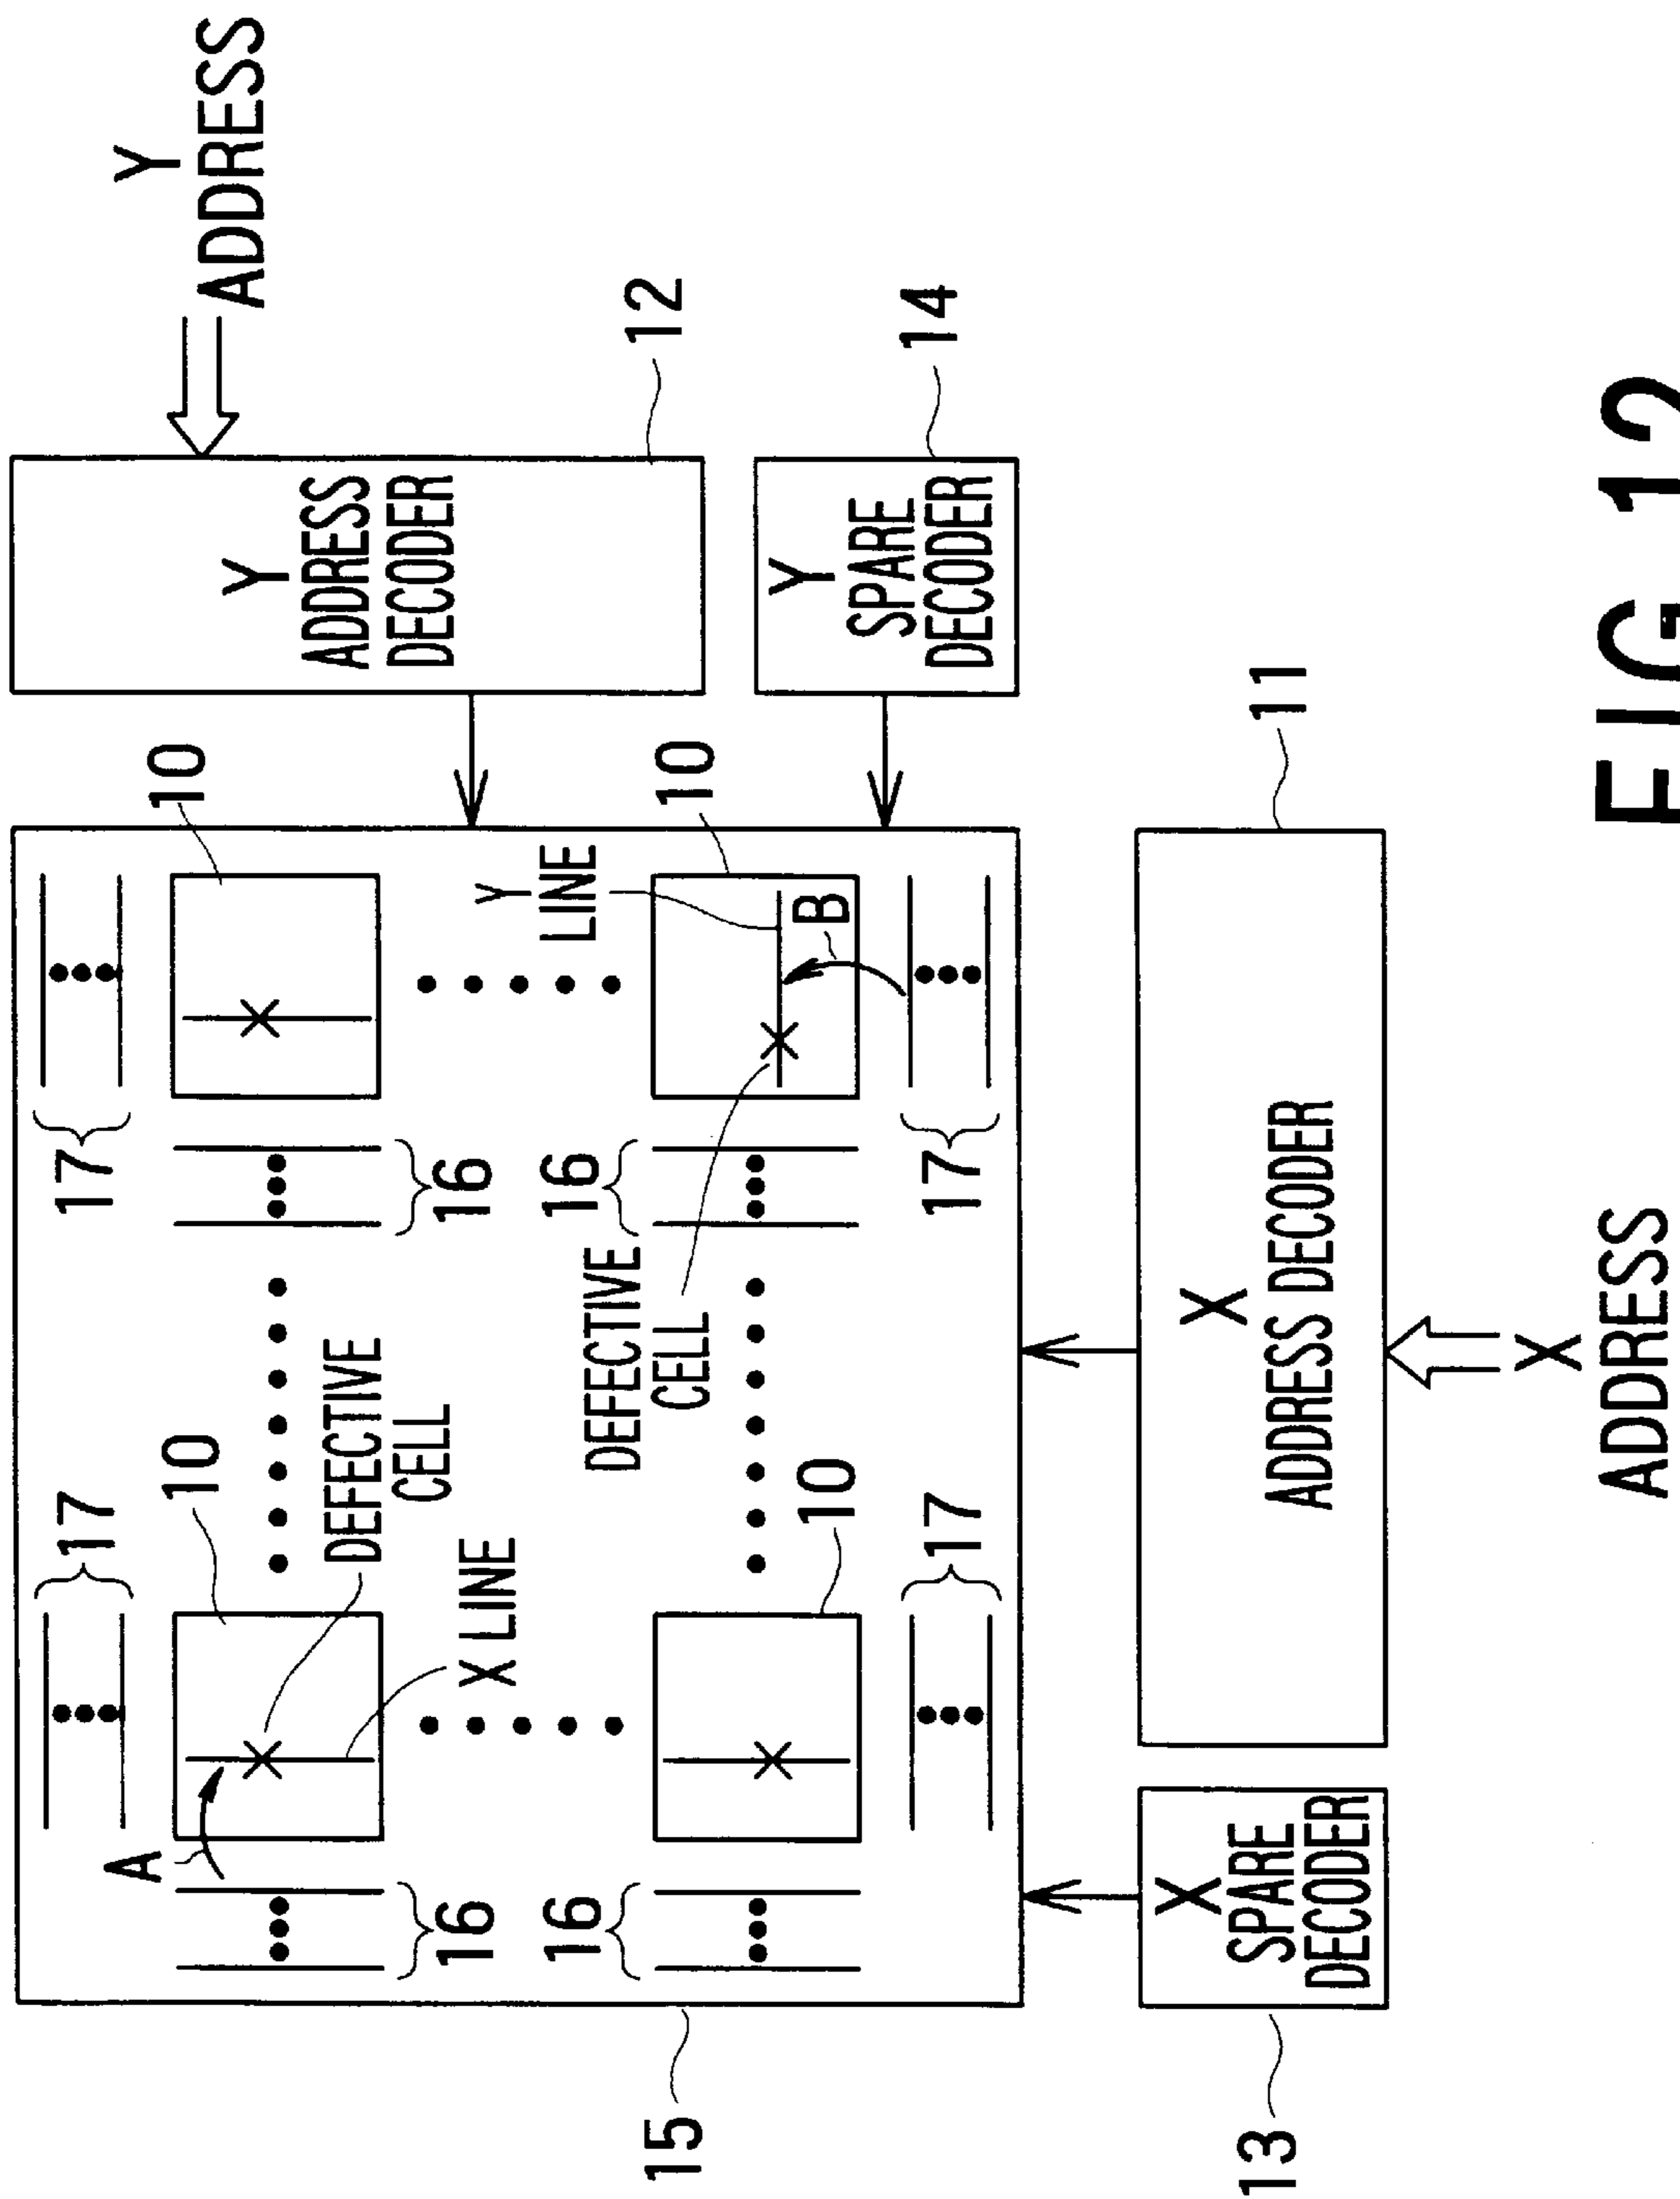 17
17
A
10
10
Y
ADDRESS
Y
ADDRESS
DECODER
DEFECTIVE
CELL
16
16
X LINE
Y
LINE
16
16
DEFECTIVE
CELL
12
15
10
10
B
Y
SPARE
DECODER
14
17
17
X
SPARE
DECODER
X
ADDRESS DECODER
13
11
X
ADDRESS
FIG 12